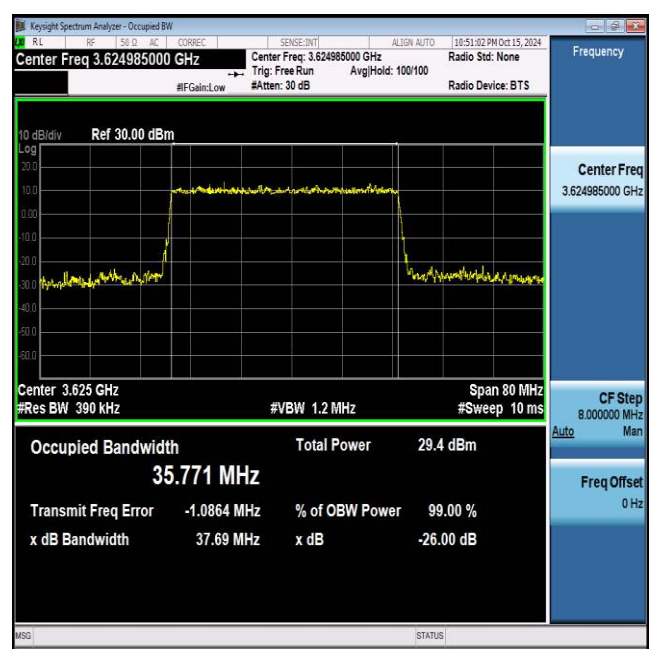 Keysight Spectrum Analyzer - Occupied BW
RL RF 50 Ω AC CORREC SENSE:INT ALIGN AUTO 10:51:02 PM Oct 15, 2024
Center Freq 3.624985000 GHz Center Freq: 3.624985000 GHz Radio Std: None
Trig: Free Run Avg|Hold: 100/100
#IFGain:Low #Atten: 30 dB Radio Device: BTS
Frequency
10 dB/div Ref 30.00 dBm
Log
20.0
10.0
0.00
-10.0
-20.0
-30.0
-40.0
-50.0
-60.0
Center 3.625 GHz Span 80 MHz
#Res BW 390 kHz #VBW 1.2 MHz #Sweep 10 ms
Occupied Bandwidth Total Power 29.4 dBm
35.771 MHz
Transmit Freq Error -1.0864 MHz % of OBW Power 99.00 %
x dB Bandwidth 37.69 MHz x dB -26.00 dB
Center Freq
3.624985000 GHz
CF Step
8.000000 MHz
Auto Man
Freq Offset
0 Hz
MSG STATUS